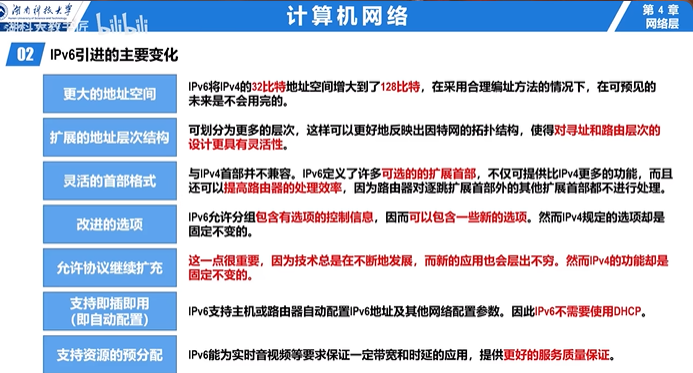 湖南科技大学
计算机网络
第 4 章
网络层
湖科大教书匠 bilibili
02 IPv6引进的主要变化
更大的地址空间
IPv6将IPv4的32比特地址空间增大到了128比特，在采用合理编址方法的情况下，在可预见的
未来是不会用完的。
扩展的地址层次结构
可划分为更多的层次，这样可以更好地反映出因特网的拓扑结构，使得对寻址和路由层次的
设计更具有灵活性。
灵活的首部格式
与IPv4首部并不兼容。IPv6定义了许多可选的的扩展首部，不仅可提供比IPv4更多的功能，而且
还可以提高路由器的处理效率，因为路由器对逐跳扩展首部外的其他扩展首部都不进行处理。
改进的选项
IPv6允许分组包含有选项的控制信息，因而可以包含一些新的选项。然而IPv4规定的选项却是
固定不变的。
允许协议继续扩充
这一点很重要，因为技术总是在不断地发展，而新的应用也会层出不穷。然而IPv4的功能却是
固定不变的。
支持即插即用
（即自动配置）
IPv6支持主机或路由器自动配置IPv6地址及其他网络配置参数。因此IPv6不需要使用DHCP。
支持资源的预分配
IPv6能为实时音视频等要求保证一定带宽和时延的应用，提供更好的服务质量保证。